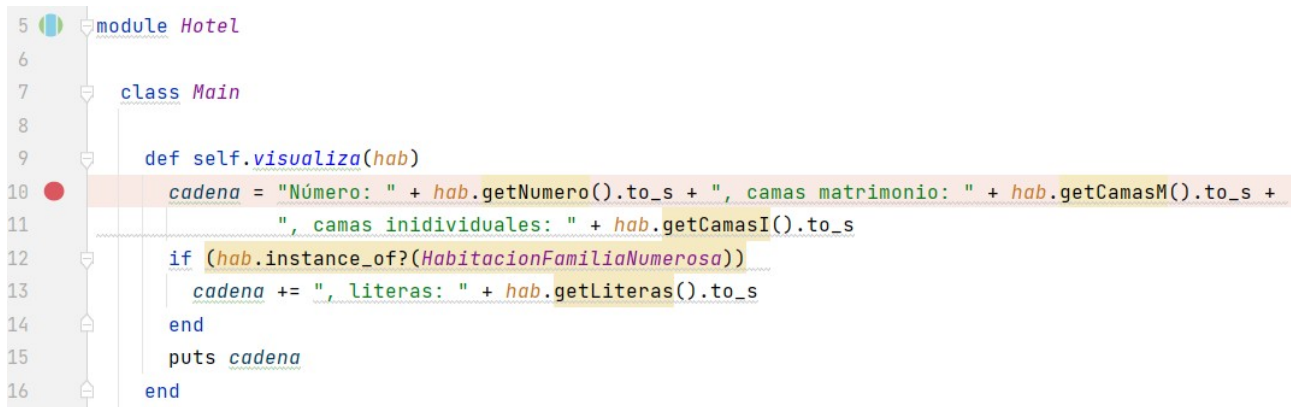 5 module Hotel
6
7 class Main
8
9 def self.visualiza(hab)
10 cadena = "Número: " + hab.getNumero().to_s + ", camas matrimonio: " + hab.getCamasM().to_s +
11 ", camas inidividuales: " + hab.getCamasI().to_s
12 if (hab.instance_of?(HabitacionFamiliaNumerosa))
13 cadena += ", literas: " + hab.getLiteras().to_s
14 end
15 puts cadena
16 end